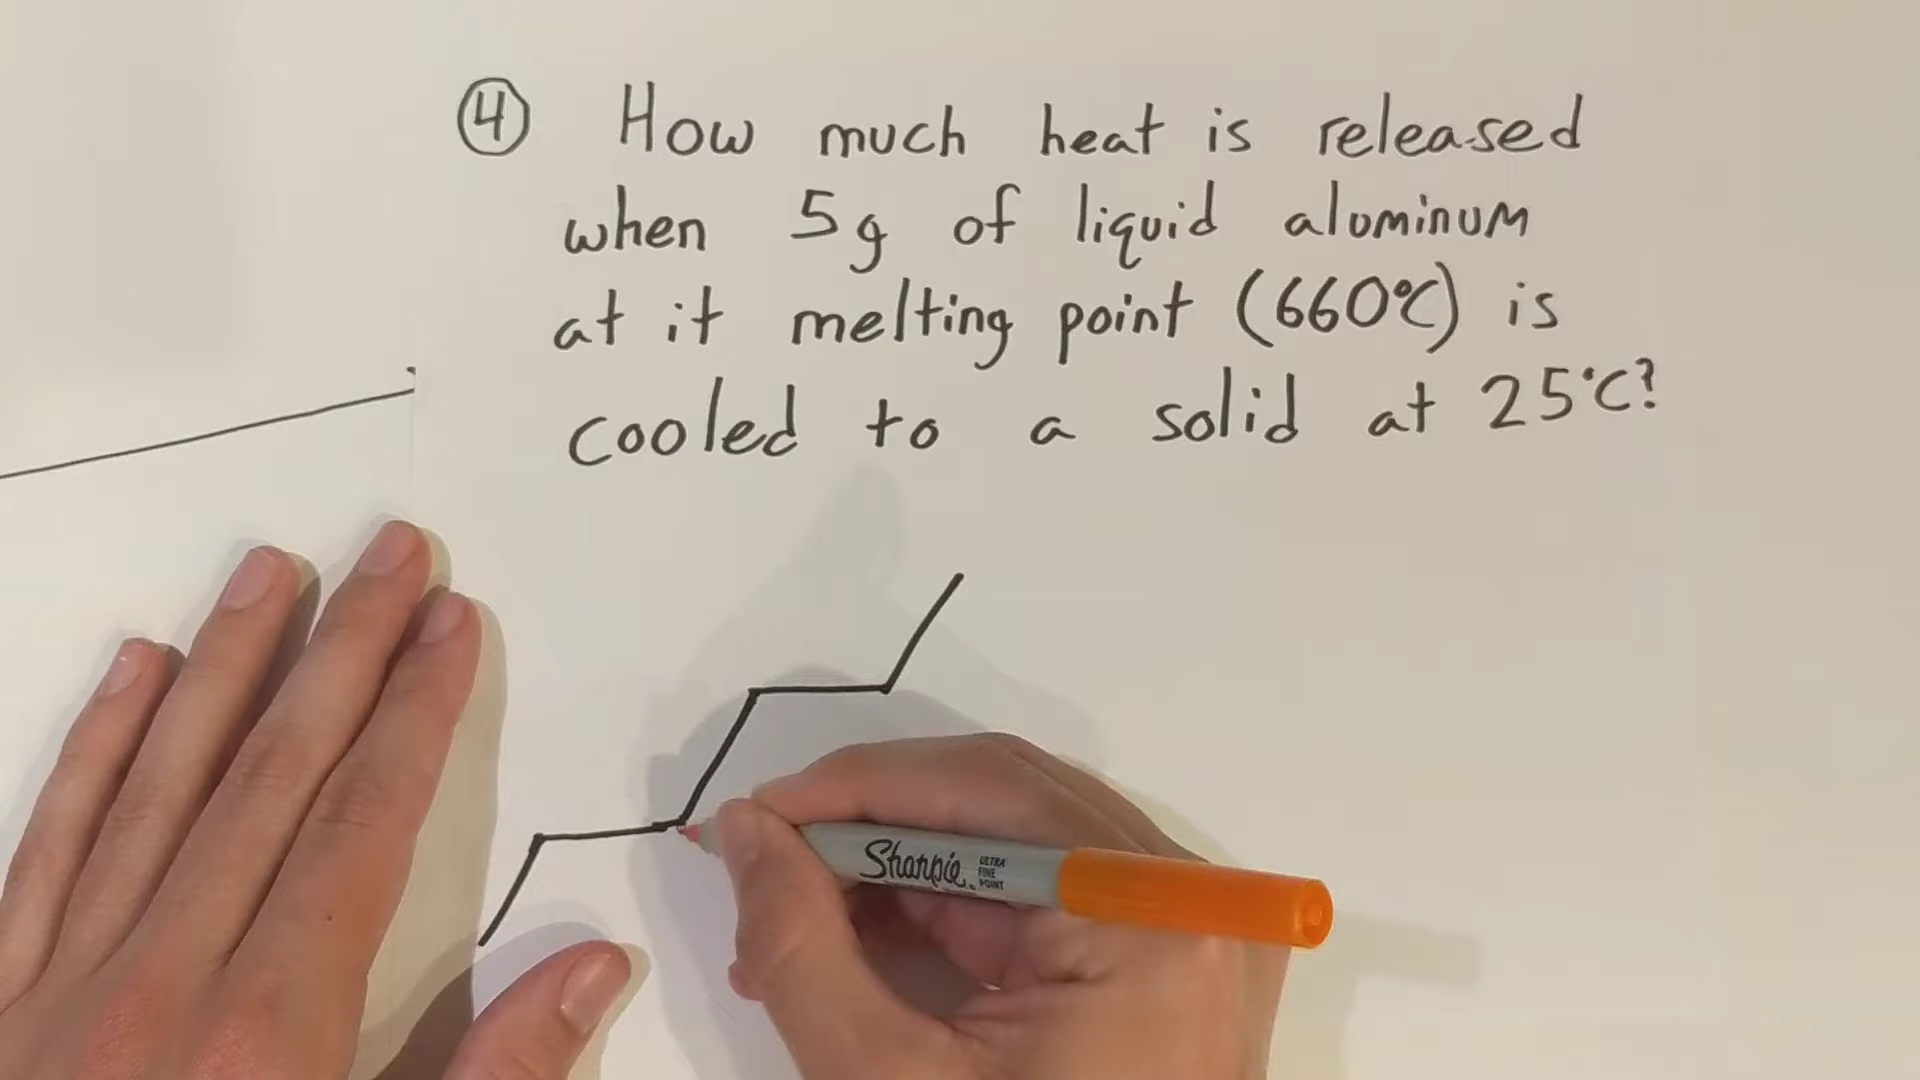 ④ How much heat is released
when 5g of liquid aluminum
at it melting point (660°C) is
cooled to a solid at 25°C?
Sharpie.
ULTRA
FINE
POINT